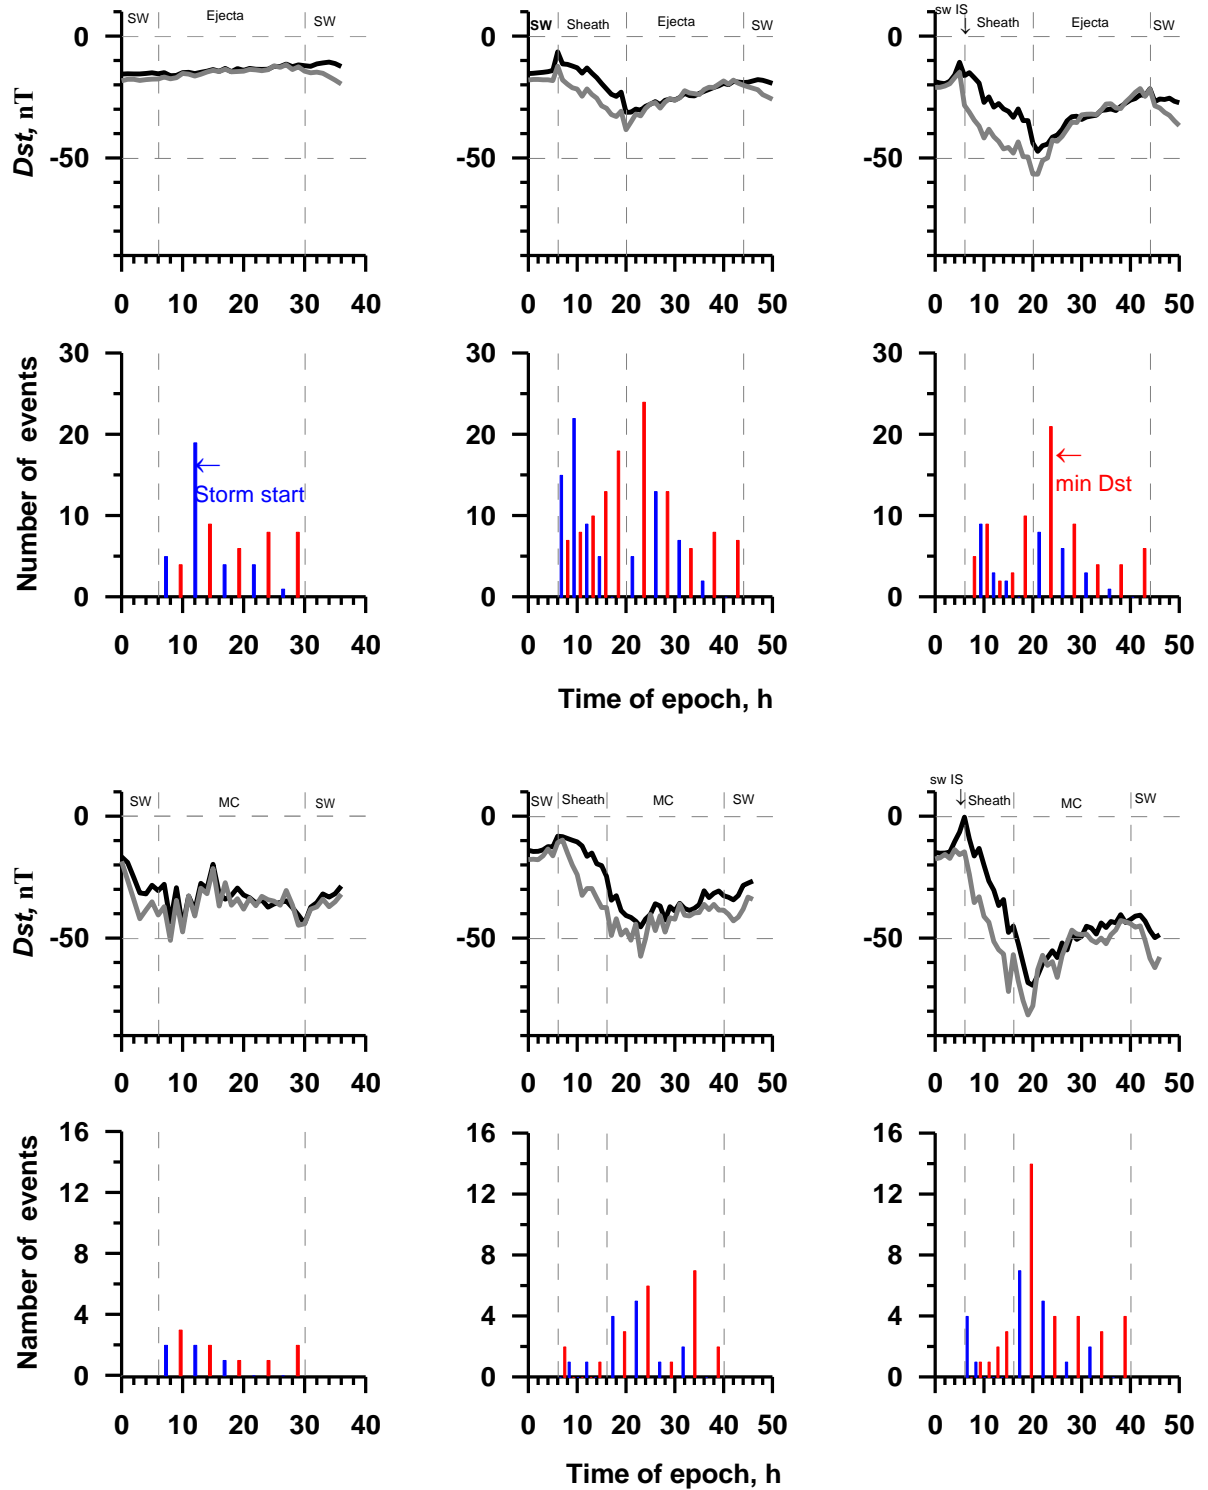 SW Ejecta SW
SW Sheath Ejecta SW
sw IS
↓ Sheath Ejecta SW
0 0 0
-50 -50 -50
Dst, nT
0 10 20 30 40
0 10 20 30 40 50
0 10 20 30 40 50
30 30 30
20 20 20
10 10 10
0 0 0
Number of events
←
Storm start
←
min Dst
0 10 20 30 40
0 10 20 30 40 50
0 10 20 30 40 50
Time of epoch, h
SW MC SW
SW Sheath MC SW
sw IS
↓ Sheath MC SW
0 0 0
-50 -50 -50
Dst, nT
0 10 20 30 40
0 10 20 30 40 50
0 10 20 30 40 50
16 16 16
12 12 12
8 8 8
4 4 4
0 0 0
Namber of events
0 10 20 30 40
0 10 20 30 40 50
0 10 20 30 40 50
Time of epoch, h